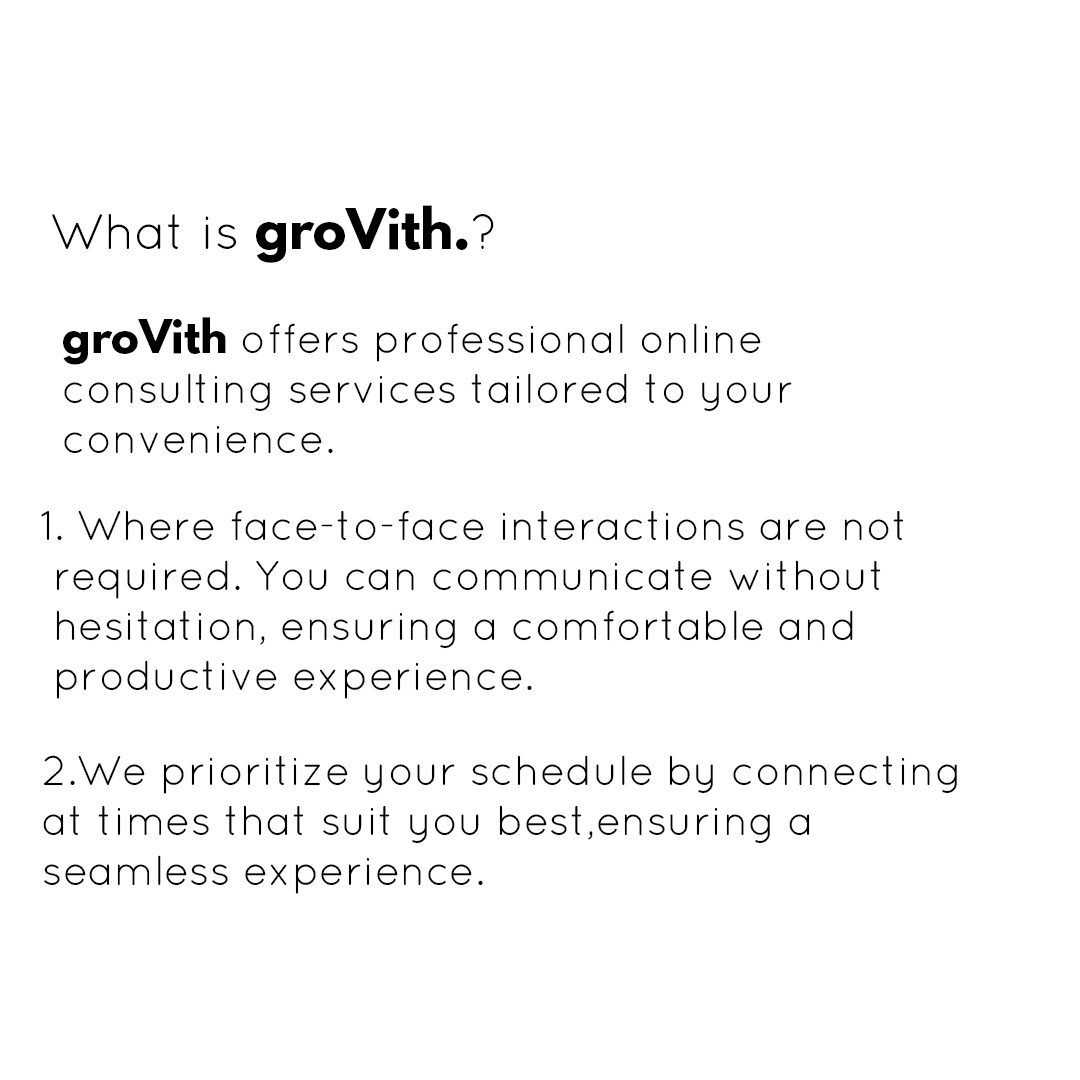 What is groVith.?
groVith offers professional online
consulting services tailored to your
convenience.
1. Where face-to-face interactions are not
required. You can communicate without
hesitation, ensuring a comfortable and
productive experience.
2.We prioritize your schedule by connecting
at times that suit you best,ensuring a
seamless experience.